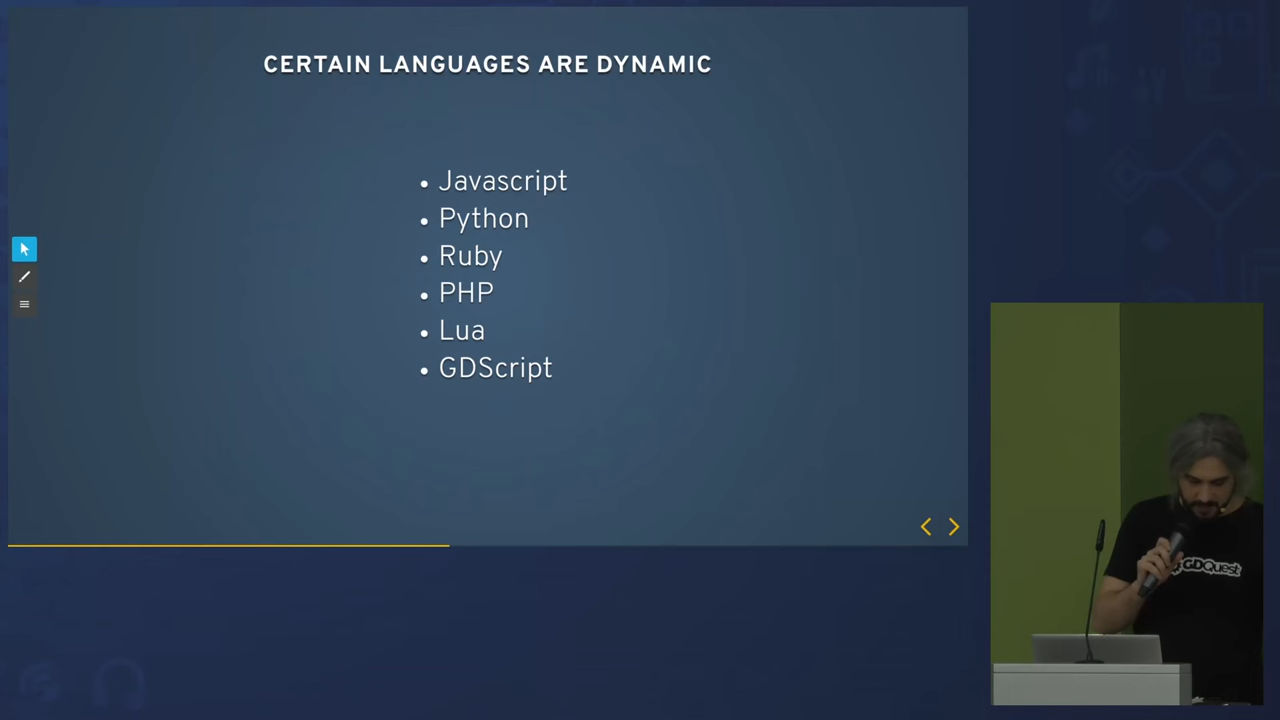 CERTAIN LANGUAGES ARE DYNAMIC
• Javascript
• Python
• Ruby
• PHP
• Lua
• GDScript
GDQuest